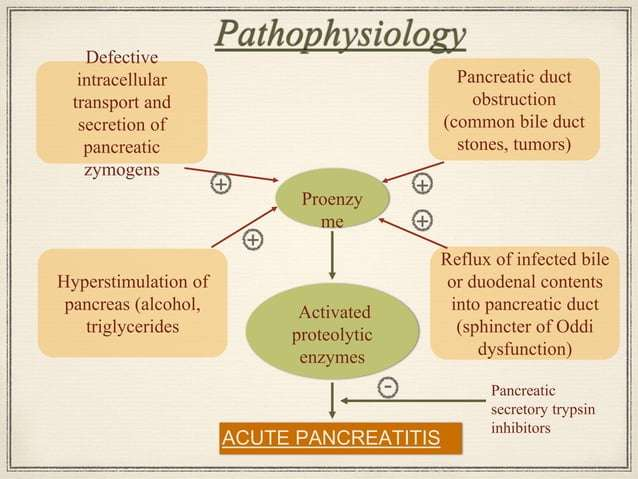 Pathophysiology
Defective
intracellular
transport and
secretion of
pancreatic
zymogens
Pancreatic duct
obstruction
(common bile duct
stones, tumors)
+
+
Proenzy
me
+
+
Hyperstimulation of
pancreas (alcohol,
triglycerides
Reflux of infected bile
or duodenal contents
into pancreatic duct
(sphincter of Oddi
dysfunction)
Activated
proteolytic
enzymes
-
Pancreatic
secretory trypsin
inhibitors
ACUTE PANCREATITIS